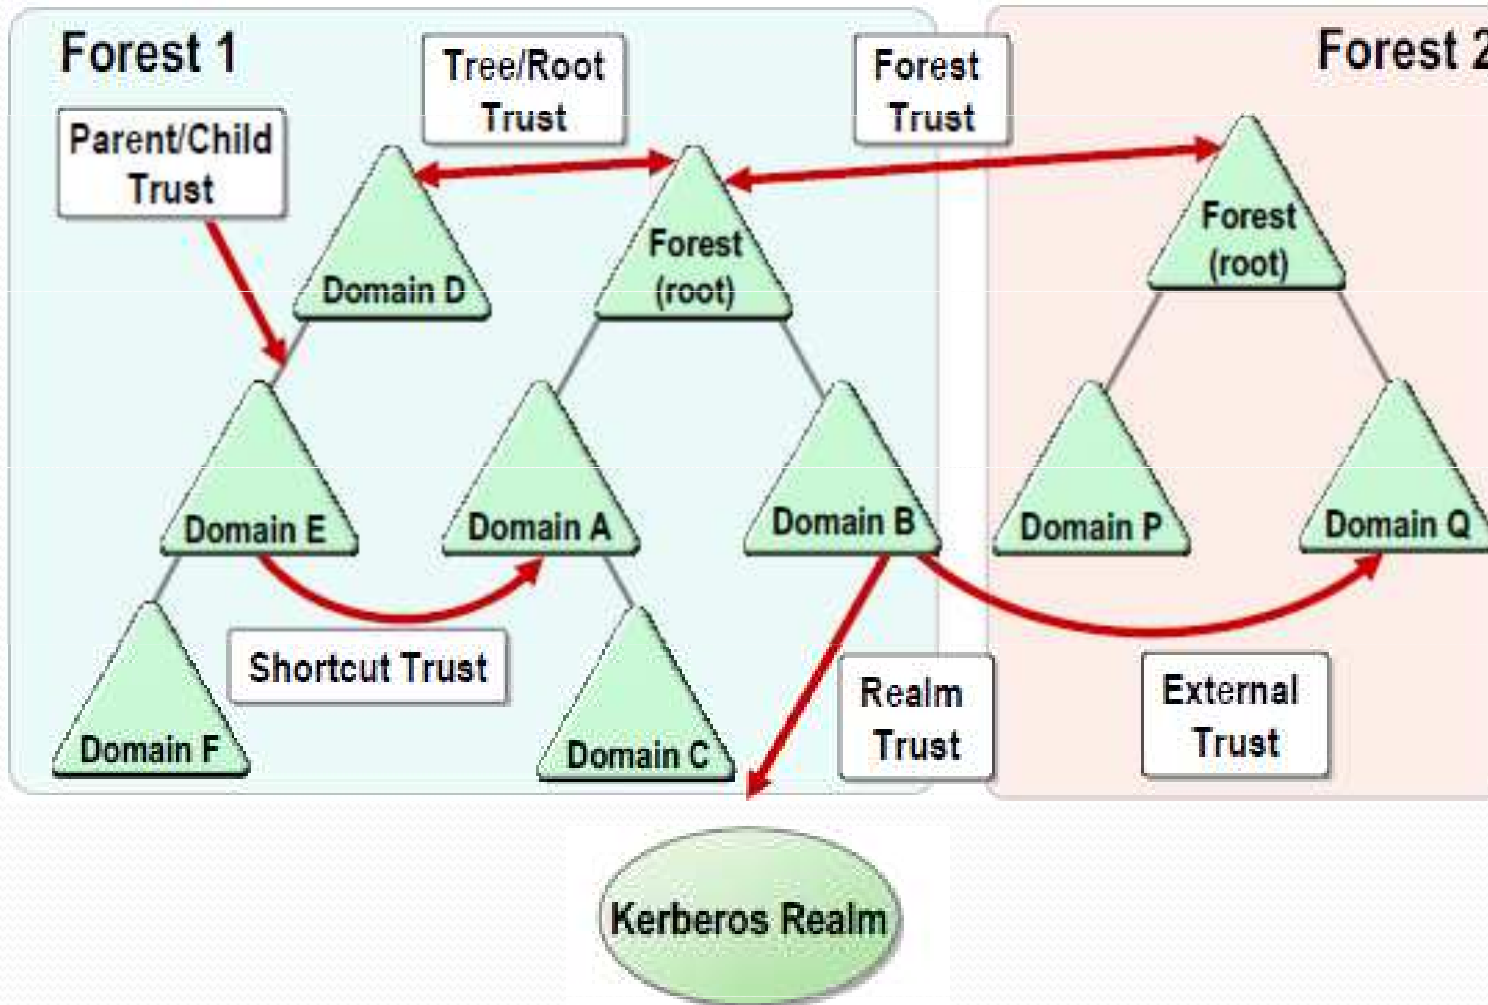 Forest 1
Tree/Root
Trust
Forest
Trust
Forest 2
Parent/Child
Trust
Domain D
Forest
(root)
Forest
(root)
Domain E
Domain A
Domain B
Domain P
Domain Q
Shortcut Trust
Realm
Trust
External
Trust
Domain F
Domain C
Kerberos Realm